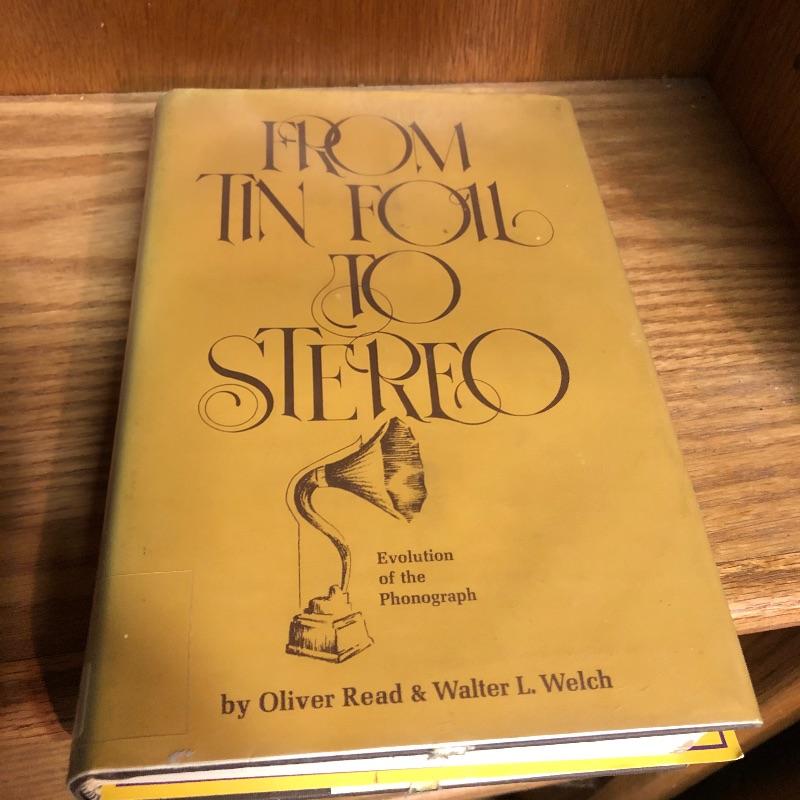 FROM
TIN FOIL
TO
STEREO
Evolution
of the
Phonograph
by Oliver Read & Walter L. Welch